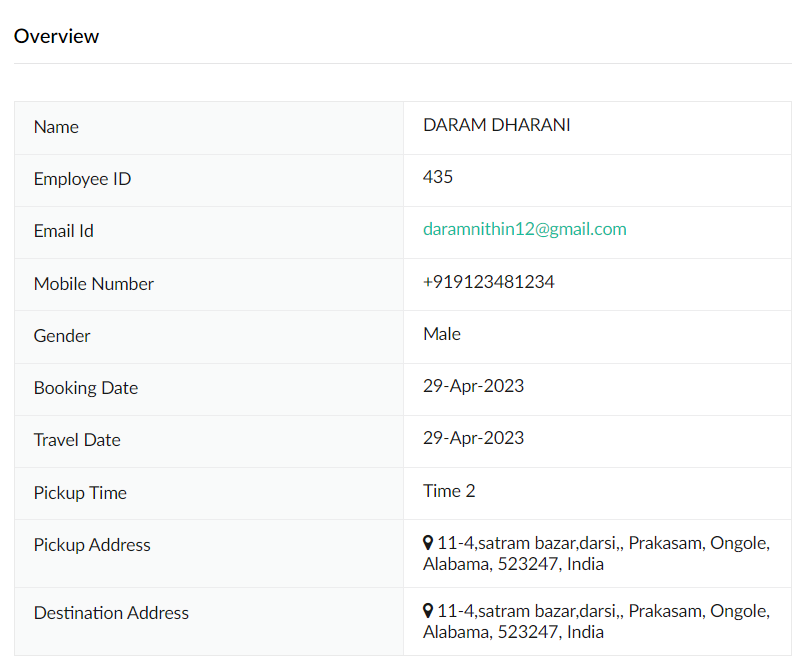 Overview
Name DARAM DHARANI
Employee ID 435
Email Id daramnithin12@gmail.com
Mobile Number +919123481234
Gender Male
Booking Date 29-Apr-2023
Travel Date 29-Apr-2023
Pickup Time Time 2
Pickup Address 11-4,satram bazar,darsi,, Prakasam, Ongole,
Alabama, 523247, India
Destination Address 11-4,satram bazar,darsi,, Prakasam, Ongole,
Alabama, 523247, India